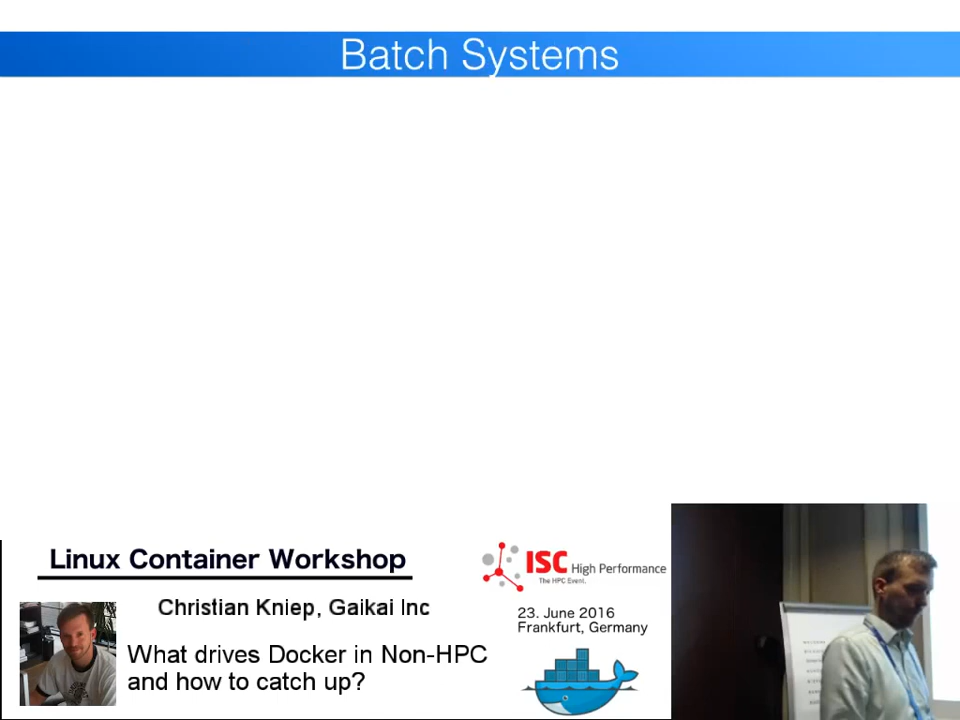 Batch Systems
Linux Container Workshop
Christian Kniep, Gaikai Inc
What drives Docker in Non-HPC
and how to catch up?
ISC High Performance
The HPC Event.
23. June 2016
Frankfurt, Germany